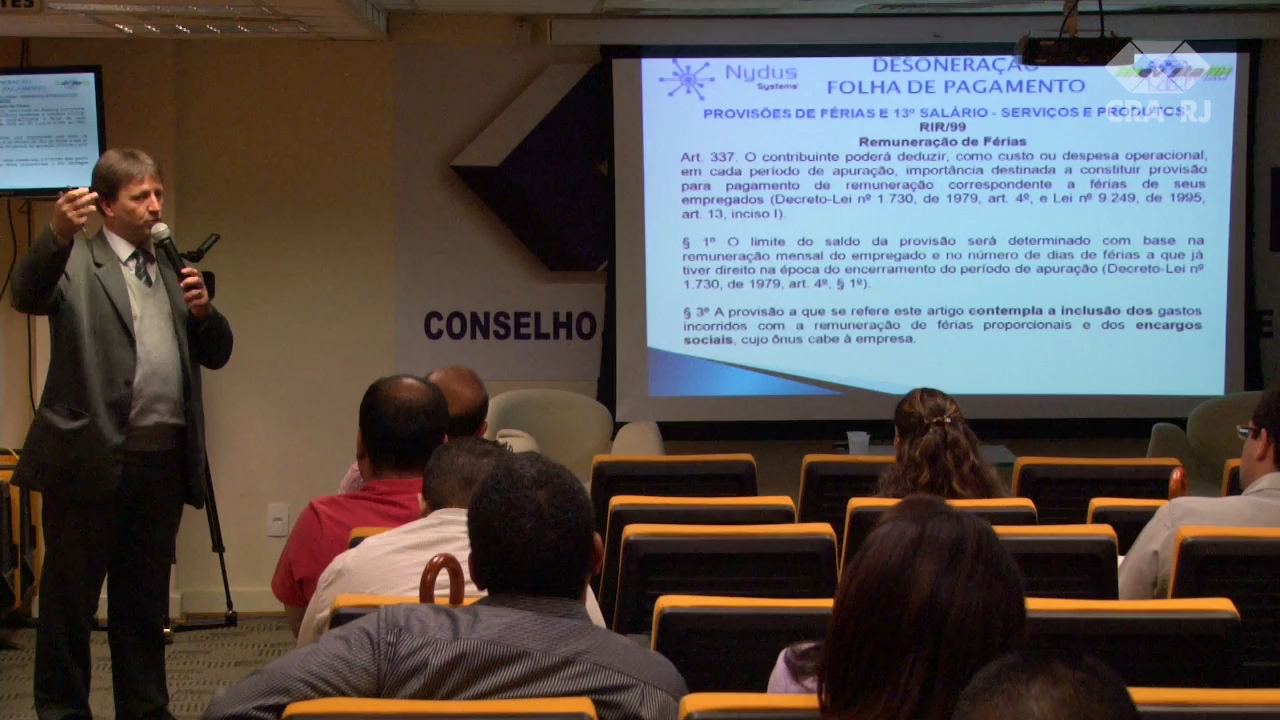 TES
Nydus
Systems
DESONERAÇÃO
FOLHA DE PAGAMENTO
CRA-RJ
PROVISÕES DE FÉRIAS E 13º SALÁRIO - SERVIÇOS E PRODUTOS
RIR/99
Remuneração de Férias
Art. 337. O contribuinte poderá deduzir, como custo ou despesa operacional,
em cada período de apuração, importância destinada a constituir provisão
para pagamento de remuneração correspondente a férias de seus
empregados (Decreto-Lei nº 1.730, de 1979, art. 4º, e Lei nº 9.249, de 1995,
art. 13, inciso I).
§ 1º O limite do saldo da provisão será determinado com base na
remuneração mensal do empregado e no número de dias de férias a que já
tiver direito na época do encerramento do período de apuração (Decreto-Lei nº
1.730, de 1979, art. 4º, § 1º).
§ 3º A provisão a que se refere este artigo contempla a inclusão dos gastos
incorridos com a remuneração de férias proporcionais e dos encargos
sociais, cujo ônus cabe à empresa.
CONSELHO